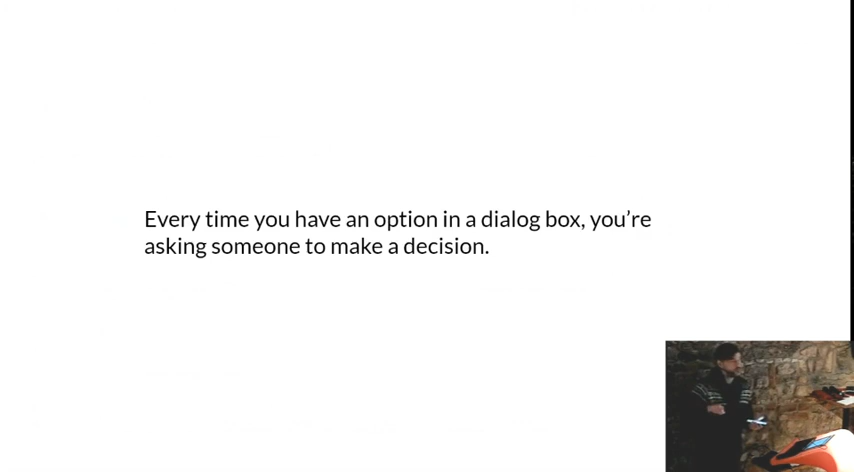 Every time you have an option in a dialog box, you’re
asking someone to make a decision.